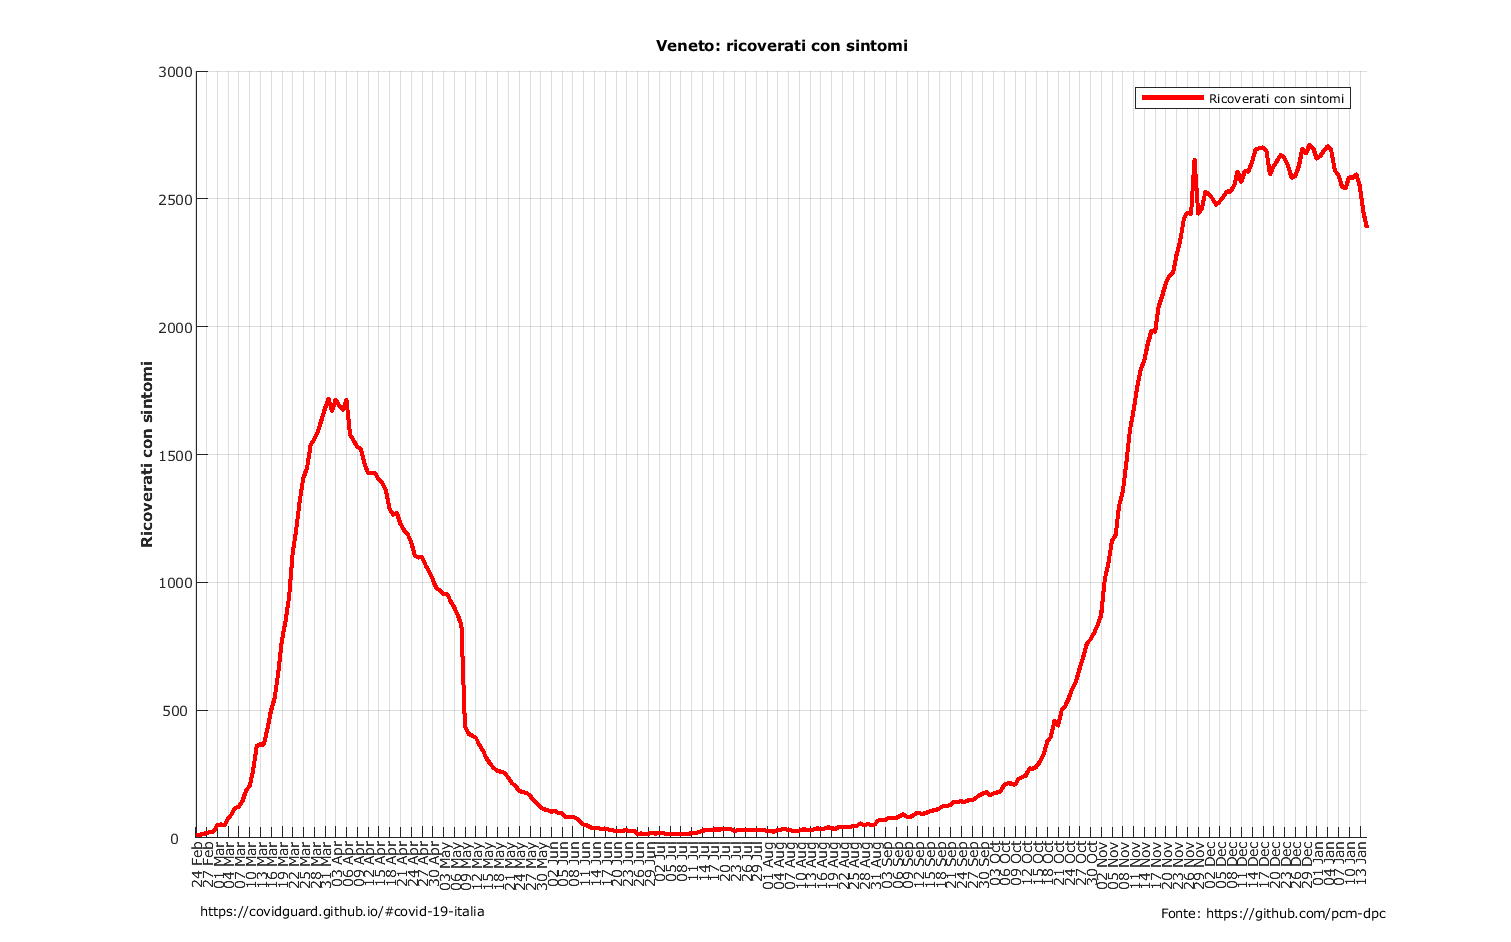 Veneto: ricoverati con sintomi
Ricoverati con sintomi
Ricoverati con sintomi
3000
2500
2000
1500
1000
500
0
24 Feb
27 Feb
01 Mar
04 Mar
07 Mar
10 Mar
13 Mar
16 Mar
19 Mar
22 Mar
25 Mar
28 Mar
31 Mar
03 Apr
06 Apr
09 Apr
12 Apr
15 Apr
18 Apr
21 Apr
24 Apr
27 Apr
30 Apr
03 May
06 May
09 May
12 May
15 May
18 May
21 May
24 May
27 May
30 May
02 Jun
05 Jun
08 Jun
11 Jun
14 Jun
17 Jun
20 Jun
23 Jun
26 Jun
29 Jun
02 Jul
05 Jul
08 Jul
11 Jul
14 Jul
17 Jul
20 Jul
23 Jul
26 Jul
29 Jul
01 Aug
04 Aug
07 Aug
10 Aug
13 Aug
16 Aug
19 Aug
22 Aug
25 Aug
28 Aug
31 Aug
03 Sep
06 Sep
09 Sep
12 Sep
15 Sep
18 Sep
21 Sep
24 Sep
27 Sep
30 Sep
03 Oct
06 Oct
09 Oct
12 Oct
15 Oct
18 Oct
21 Oct
24 Oct
27 Oct
30 Oct
02 Nov
05 Nov
08 Nov
11 Nov
14 Nov
17 Nov
20 Nov
23 Nov
26 Nov
29 Nov
02 Dec
05 Dec
08 Dec
11 Dec
14 Dec
17 Dec
20 Dec
23 Dec
26 Dec
29 Dec
01 Jan
04 Jan
07 Jan
10 Jan
13 Jan
https://covidguard.github.io/#covid-19-italia
Fonte: https://github.com/pcm-dpc